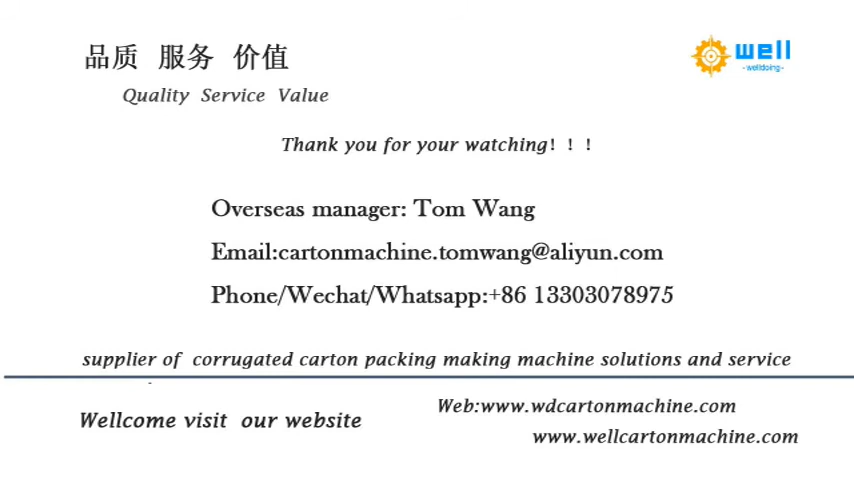 品质 服务 价值
well
-welldoing-
Quality Service Value
Thank you for your watching！！！
Overseas manager: Tom Wang
Email:cartonmachine.tomwang@aliyun.com
Phone/Wechat/Whatsapp:+86 13303078975
supplier of corrugated carton packing making machine solutions and service
Wellcome visit our website
Web:www.wdcartonmachine.com
www.wellcartonmachine.com